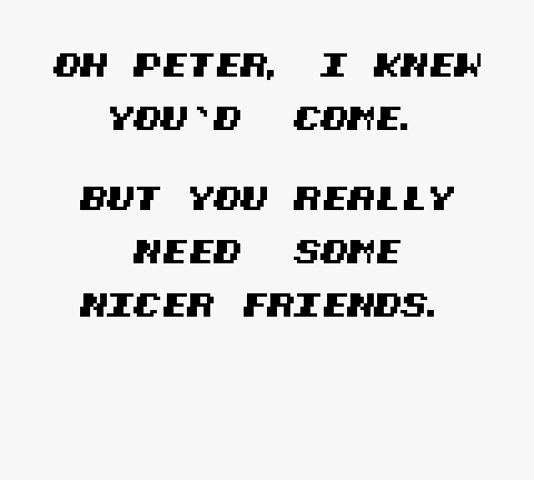 OH PETER, I KNEW
YOU`D COME.
BUT YOU REALLY
NEED SOME
NICER FRIENDS.